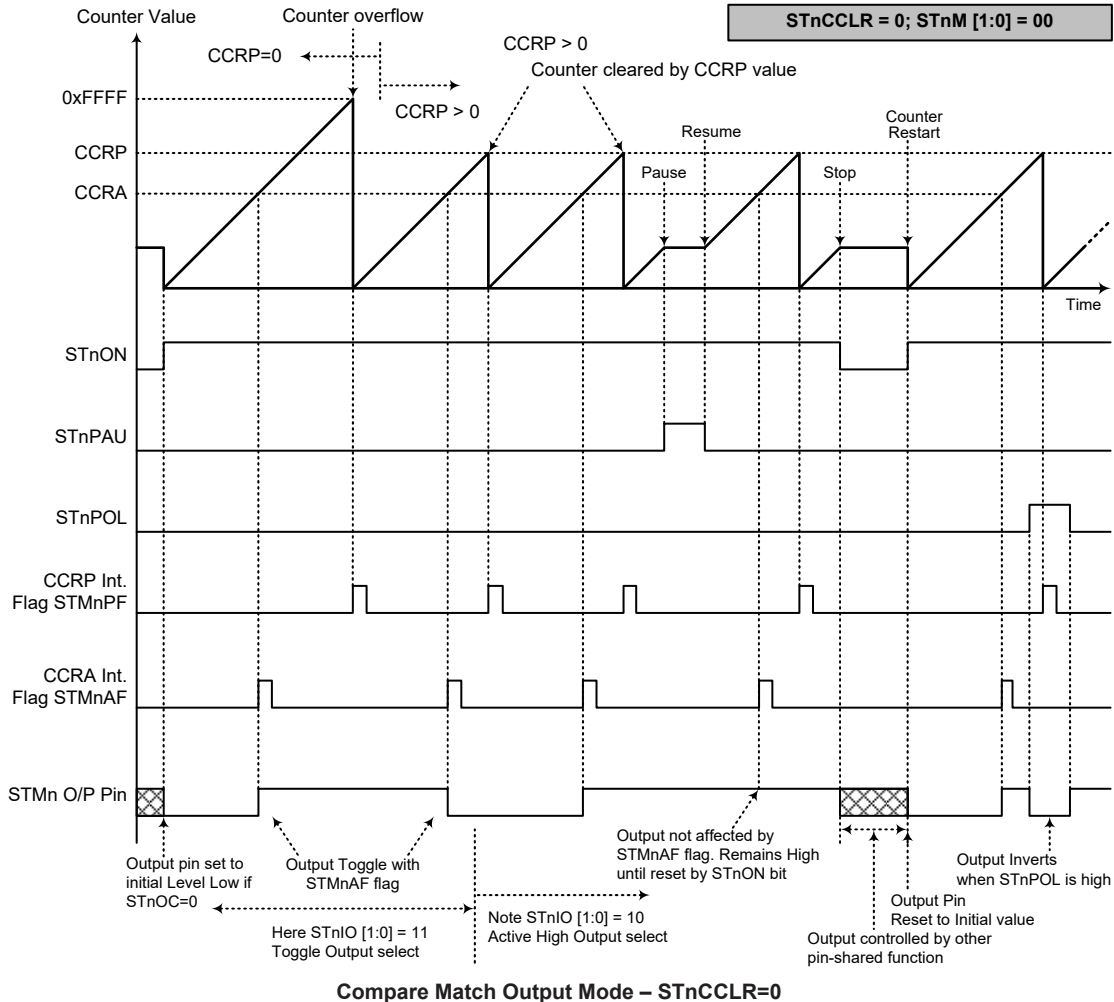 Counter Value
Counter overflow
STnCCLR = 0; STnM [1:0] = 00
CCRP=0
CCRP > 0
CCRP > 0
Counter cleared by CCRP value
0xFFFF
CCRP
CCRA
Pause
Resume
Stop
Counter
Restart
Time
STnON
STnPAU
STnPOL
CCRP Int.
Flag STMnPF
CCRA Int.
Flag STMnAF
STMn O/P Pin
Output pin set to
initial Level Low if
STnOC=0
Output Toggle with
STMnAF flag
Here STnIO [1:0] = 11
Toggle Output select
Note STnIO [1:0] = 10
Active High Output select
Output not affected by
STMnAF flag. Remains High
until reset by STnON bit
Output controlled by other
pin-shared function
Output Pin
Reset to Initial value
Output Inverts
when STnPOL is high
Compare Match Output Mode – STnCCLR=0